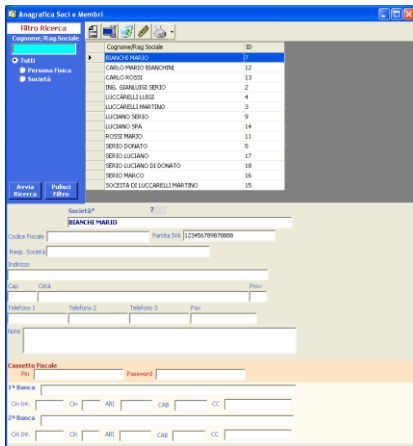 Anagrafica Soci e Membri
Filtro Ricerca
Cognome/Rag Sociale
Tutti
Persona Fisica
Società
Avvia Ricerca
Pulisci Filtro
Cognome/Rag Sociale ID
BIANCHI MARIO 7
CARLO MARIO BIANCHINI 12
CARLO ROSSI 13
ING. GIANLUIGI SERIO 2
LUCCARELLI LUIGI 4
LUCCARELLI MARTINO 3
LUCIANO SERIO 9
LUCIANO SPA 14
ROSSI MARIO 11
SERIO DONATO 5
SERIO LUCIANO 17
SERIO LUCIANO DI DONATO 18
SERIO MARCO 16
SOCEITA DI LUCCARELLI MARTINO 15
Società* 7
BIANCHI MARIO
Codice Fiscale Partita IVA 123456789878888
Resp. Società
Indirizzo
Cap Città Prov
Telefono 1 Telefono 2 Telefono 3 Fax
Note
Cassetto Fiscale
Pin Password
1ª Banca
Cin Int. Cin ABI CAB CC
2ª Banca
Cin Int. Cin ABI CAB CC